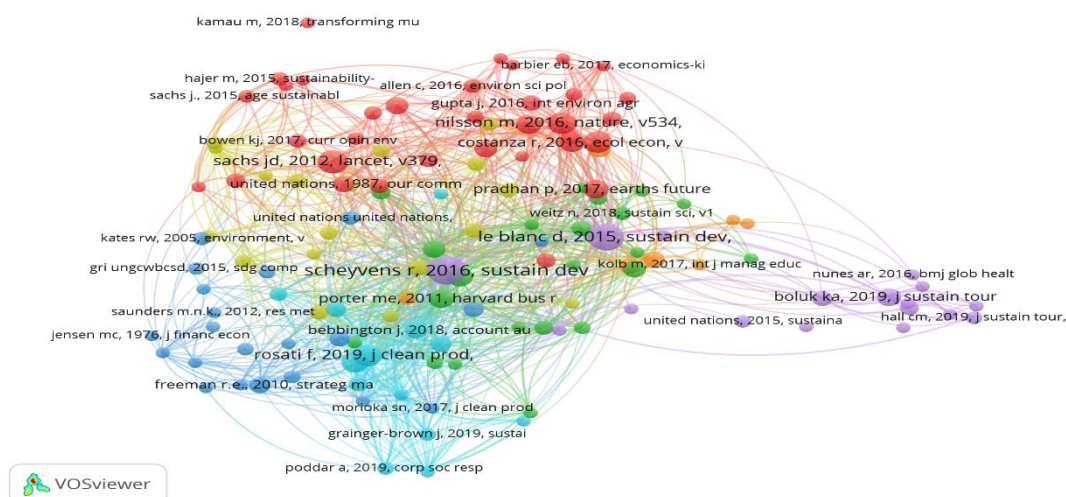 kamau m, 2018, transforming mu
barbier eb, 2017, economics-ki
hajer m, 2015, sustainability-
allen c, 2016, environ sci pol
sachs j., 2015, age sustainabl
gupta j, 2016, int environ agr
nilsson m, 2016, nature, v534,
bowen kj, 2017, curr opin env
costanza r, 2016, ecol econ, v
sachs jd, 2012, lancet, v379,
united nations, 1987, our comm
pradhan p, 2017, earths future
united nations united nations,
weitz n, 2018, sustain sci, v1
kates rw, 2005, environment, v
le blanc d, 2015, sustain dev,
gri ungcwbcsd, 2015, sdg comp
scheyvens r, 2016, sustain dev
kolb m, 2017, int j manag educ
nunes ar, 2016, bmj glob healt
porter me, 2011, harvard bus r
boluk ka, 2019, j sustain tour
saunders m.n.k., 2012, res met
united nations, 2015, sustaina
hall cm, 2019, j sustain tour,
jensen mc, 1976, j financ econ
bebbington j, 2018, account au
rosati f, 2019, j clean prod,
freeman r.e., 2010, strateg ma
morioka sn, 2017, j clean prod
grainger-brown j, 2019, sustai
poddar a, 2019, corp soc resp
VOSviewer